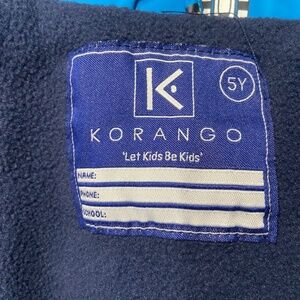 K
5Y
KORANGO
'Let Kids Be Kids'
NAME:
PHONE:
SCHOOL: